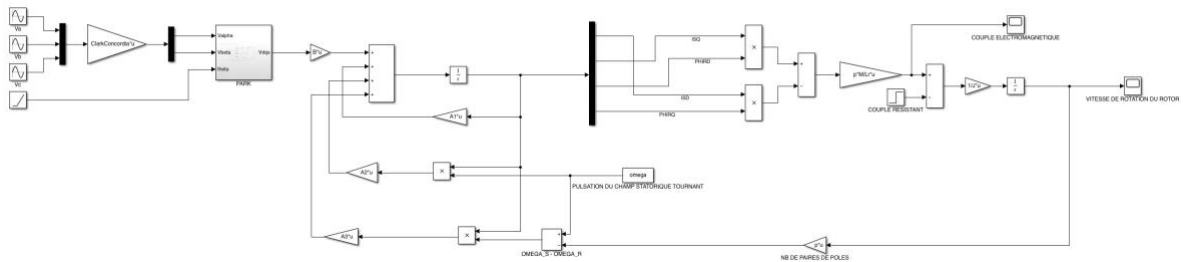 Va
Vb
Vc
ClarkConcordia*u
Valpha
Vbeta
theta
Vdqs
PARK
B*u
+
+
+
+
1
s
A1*u
A2*u
×
omega
PULSATION DU CHAMP STATORIQUE TOURNANT
A3*u
×
+
−
OMEGA_S - OMEGA_R
ISQ
PHIRD
ISD
PHIRQ
×
×
+
−
p*M/Lr*u
COUPLE ELECTROMAGNETIQUE
COUPLE RESISTANT
+
−
1/J*u
1
s
VITESSE DE ROTATION DU ROTOR
p*u
NB DE PAIRES DE POLES